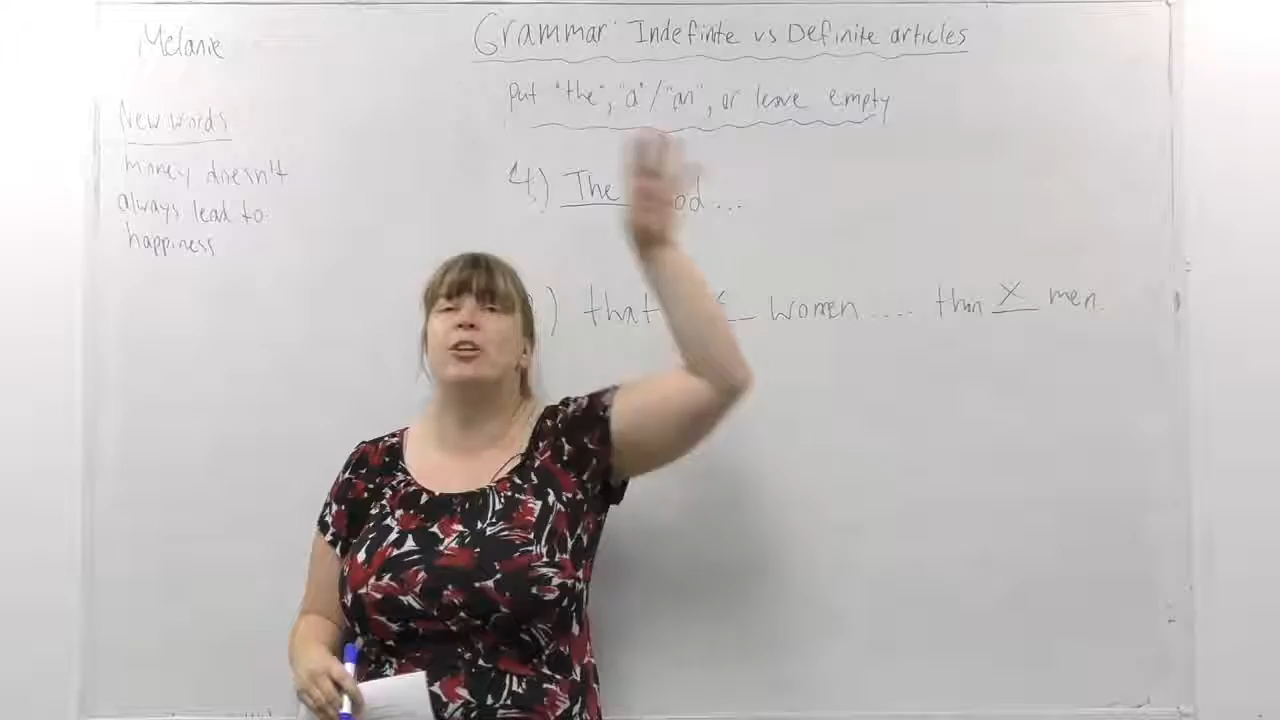 Melanie
Grammar: Indefinite vs Definite articles
put "the", "a"/"an", or leave empty
New words
money doesn't
always lead to
happiness
4.) The od ...
) that women .... than X men.